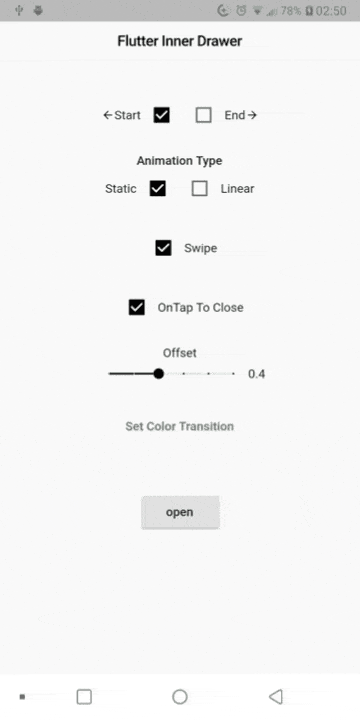 78% 02:50
Flutter Inner Drawer
←Start End→
Animation Type
Static Linear
Swipe
OnTap To Close
Offset
0.4
Set Color Transition
open